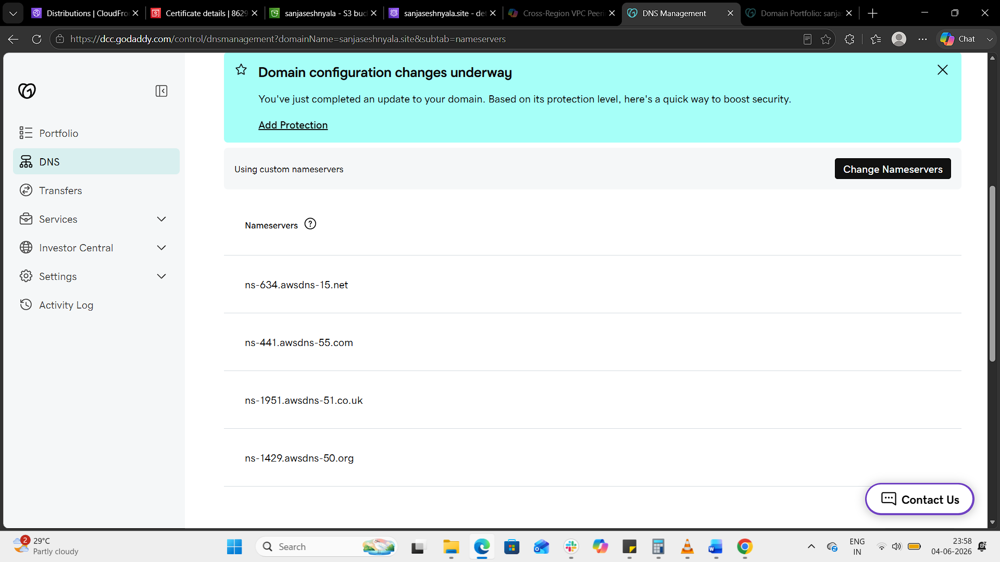 Distributions | CloudFro
Certificate details | 8629
sanjaseshnyala - S3 buc
sanjaseshnyala.site - det
Cross-Region VPC Peeri
DNS Management
Domain Portfolio: sanjas
https://dcc.godaddy.com/control/dnsmanagement?domainName=sanjaseshnyala.site&subtab=nameservers
Chat
Domain configuration changes underway
You've just completed an update to your domain. Based on its protection level, here's a quick way to boost security.
Add Protection
Portfolio
DNS
Transfers
Services
Investor Central
Settings
Activity Log
Using custom nameservers
Change Nameservers
Nameservers
ns-634.awsdns-15.net
ns-441.awsdns-55.com
ns-1951.awsdns-51.co.uk
ns-1429.awsdns-50.org
Contact Us
2
29°C
Partly cloudy
Search
ENG
IN
23:58
04-06-2026